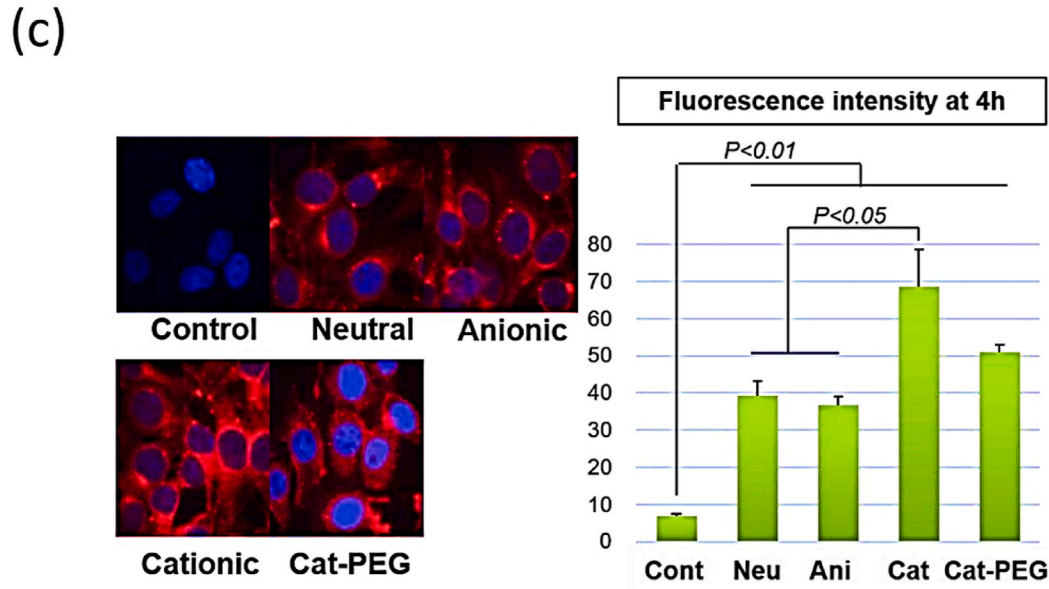 (c)
Fluorescence intensity at 4h
P<0.01
P<0.05
80
70
60
50
40
30
20
10
0
Cont Neu Ani Cat Cat-PEG
Control Neutral Anionic
Cationic Cat-PEG